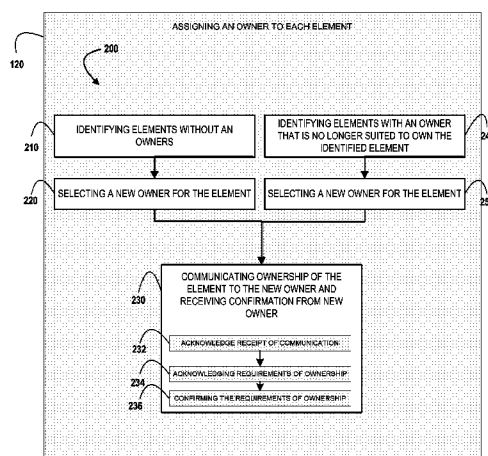 ASSIGNING AN OWNER TO EACH ELEMENT
120
200
IDENTIFYING ELEMENTS WITHOUT AN
OWNERS
210
IDENTIFYING ELEMENTS WITH AN OWNER
THAT IS NO LONGER SUITED TO OWN THE
IDENTIFIED ELEMENT
24
SELECTING A NEW OWNER FOR THE ELEMENT
220
SELECTING A NEW OWNER FOR THE ELEMENT
25
COMMUNICATING OWNERSHIP OF THE
ELEMENT TO THE NEW OWNER AND
RECEIVING CONFIRMATION FROM NEW
OWNER
230
ACKNOWLEDGE RECEIPT OF COMMUNICATION
232
ACKNOWLEDGING REQUIREMENTS OF OWNERSHIP
234
CONFIRMING THE REQUIREMENTS OF OWNERSHIP
236